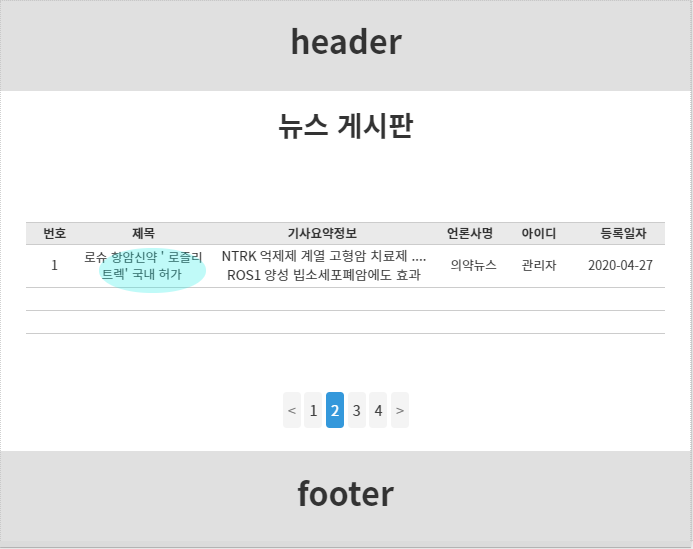 header
뉴스 게시판
번호 제목 기사요약정보 언론사명 아이디 등록일자
1 로슈 항암신약 ' 로즐리트렉' 국내 허가 NTRK 억제제 계열 고형암 치료제 .... ROS1 양성 빕소세포폐암에도 효과 의약뉴스 관리자 2020-04-27
< 1 2 3 4 >
footer